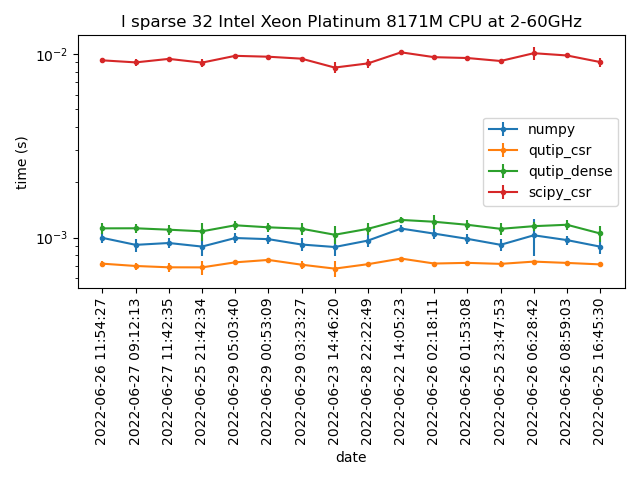 l sparse 32 Intel Xeon Platinum 8171M CPU at 2-60GHz
time (s)
10⁻²
10⁻³
numpy
qutip_csr
qutip_dense
scipy_csr
2022-06-26 11:54:27
2022-06-27 09:12:13
2022-06-27 11:42:35
2022-06-25 21:42:34
2022-06-29 05:03:40
2022-06-29 00:53:09
2022-06-29 03:23:27
2022-06-23 14:46:20
2022-06-28 22:22:49
2022-06-22 14:05:23
2022-06-26 02:18:11
2022-06-26 01:53:08
2022-06-25 23:47:53
2022-06-26 06:28:42
2022-06-26 08:59:03
2022-06-25 16:45:30
date